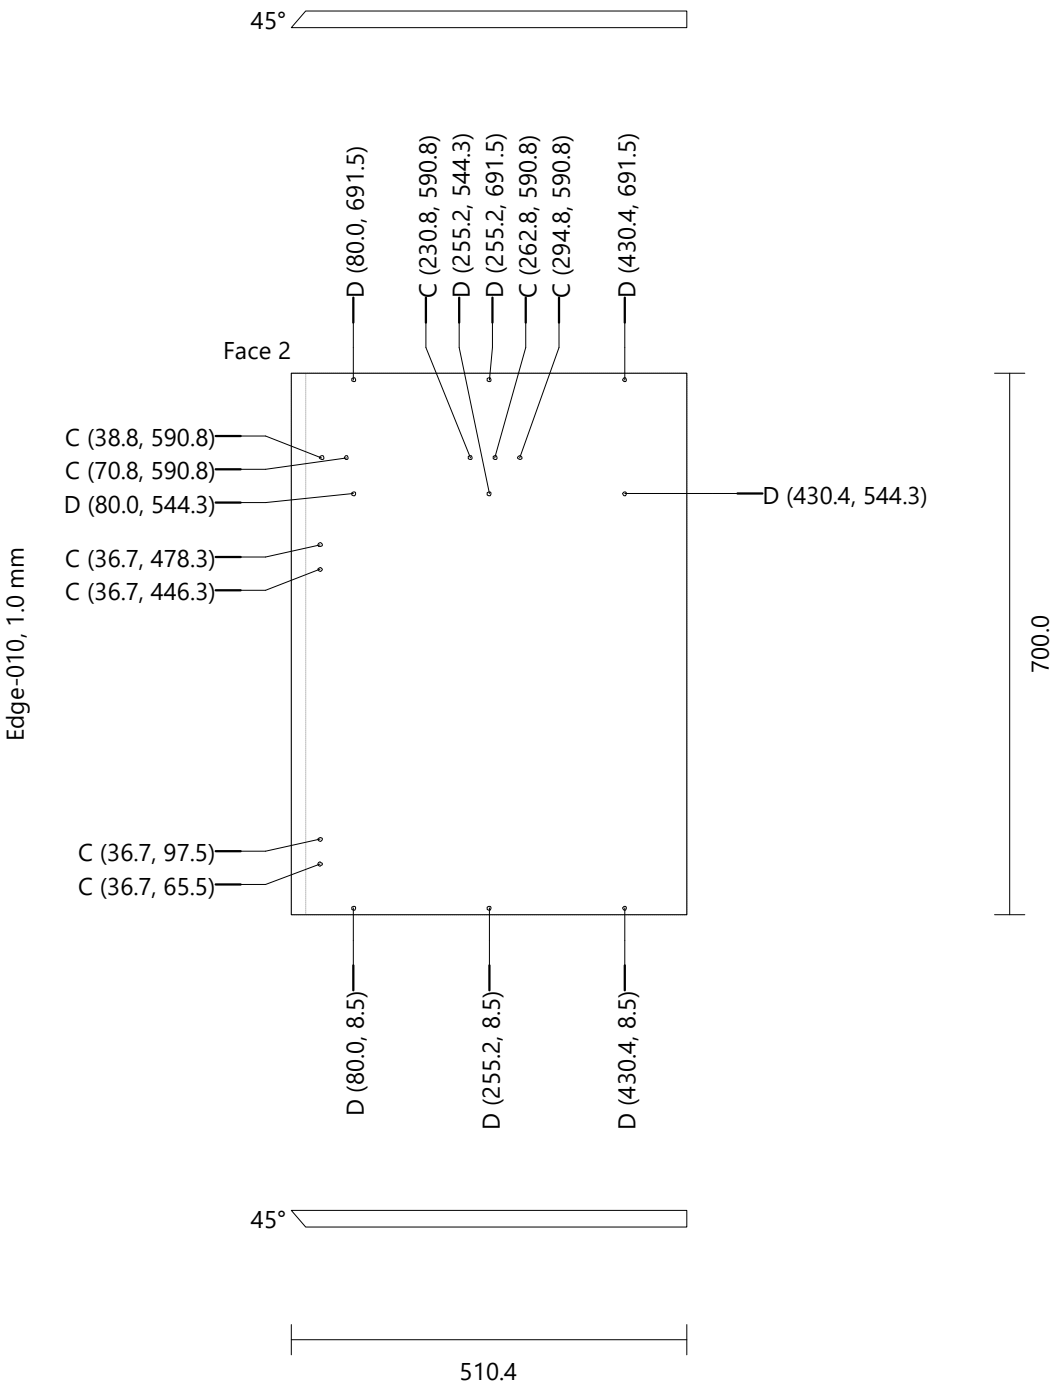 45°
D (80.0, 691.5)
C (230.8, 590.8)
D (255.2, 544.3)
D (255.2, 691.5)
C (262.8, 590.8)
C (294.8, 590.8)
D (430.4, 691.5)
Face 2
C (38.8, 590.8)
C (70.8, 590.8)
D (80.0, 544.3)
D (430.4, 544.3)
C (36.7, 478.3)
C (36.7, 446.3)
Edge-010, 1.0 mm
700.0
C (36.7, 97.5)
C (36.7, 65.5)
D (80.0, 8.5)
D (255.2, 8.5)
D (430.4, 8.5)
45°
510.4